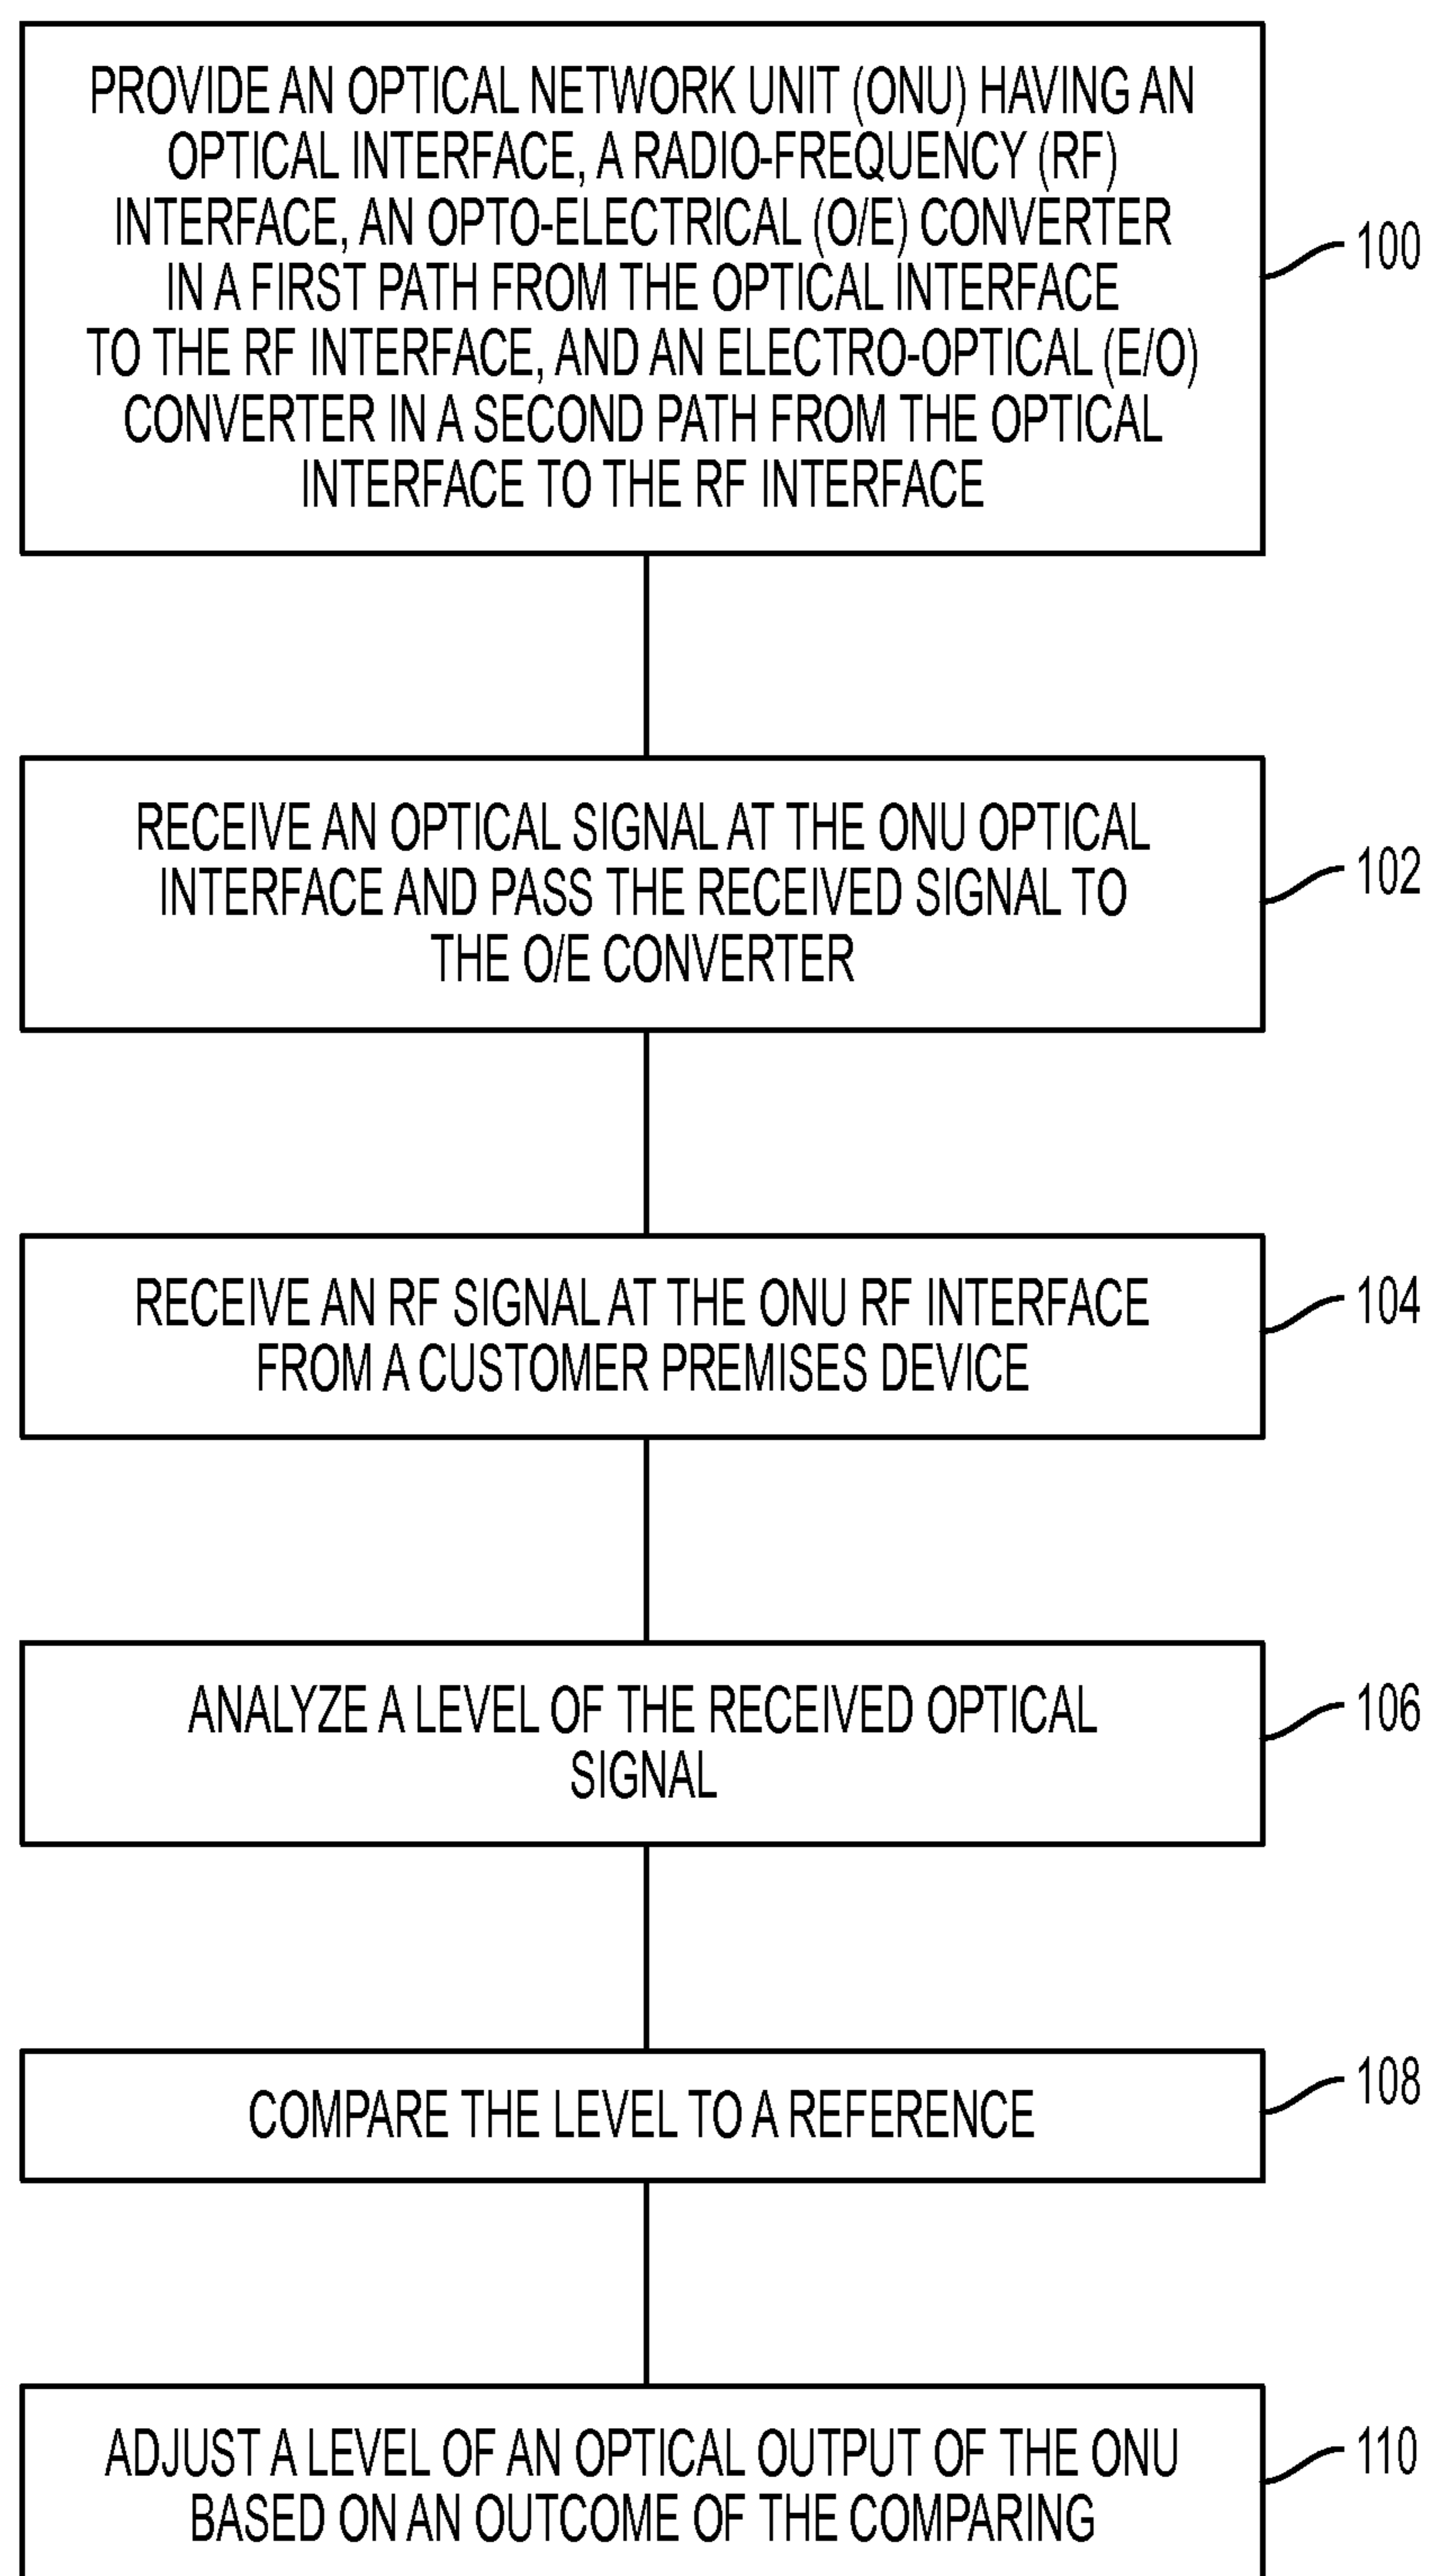 PROVIDE AN OPTICAL NETWORK UNIT (ONU) HAVING AN
OPTICAL INTERFACE, A RADIO-FREQUENCY (RF)
INTERFACE, AN OPTO-ELECTRICAL (O/E) CONVERTER
IN A FIRST PATH FROM THE OPTICAL INTERFACE
TO THE RF INTERFACE, AND AN ELECTRO-OPTICAL (E/O)
CONVERTER IN A SECOND PATH FROM THE OPTICAL
INTERFACE TO THE RF INTERFACE
100
RECEIVE AN OPTICAL SIGNAL AT THE ONU OPTICAL
INTERFACE AND PASS THE RECEIVED SIGNAL TO
THE O/E CONVERTER
102
RECEIVE AN RF SIGNAL AT THE ONU RF INTERFACE
FROM A CUSTOMER PREMISES DEVICE
104
ANALYZE A LEVEL OF THE RECEIVED OPTICAL
SIGNAL
106
COMPARE THE LEVEL TO A REFERENCE
108
ADJUST A LEVEL OF AN OPTICAL OUTPUT OF THE ONU
BASED ON AN OUTCOME OF THE COMPARING
110